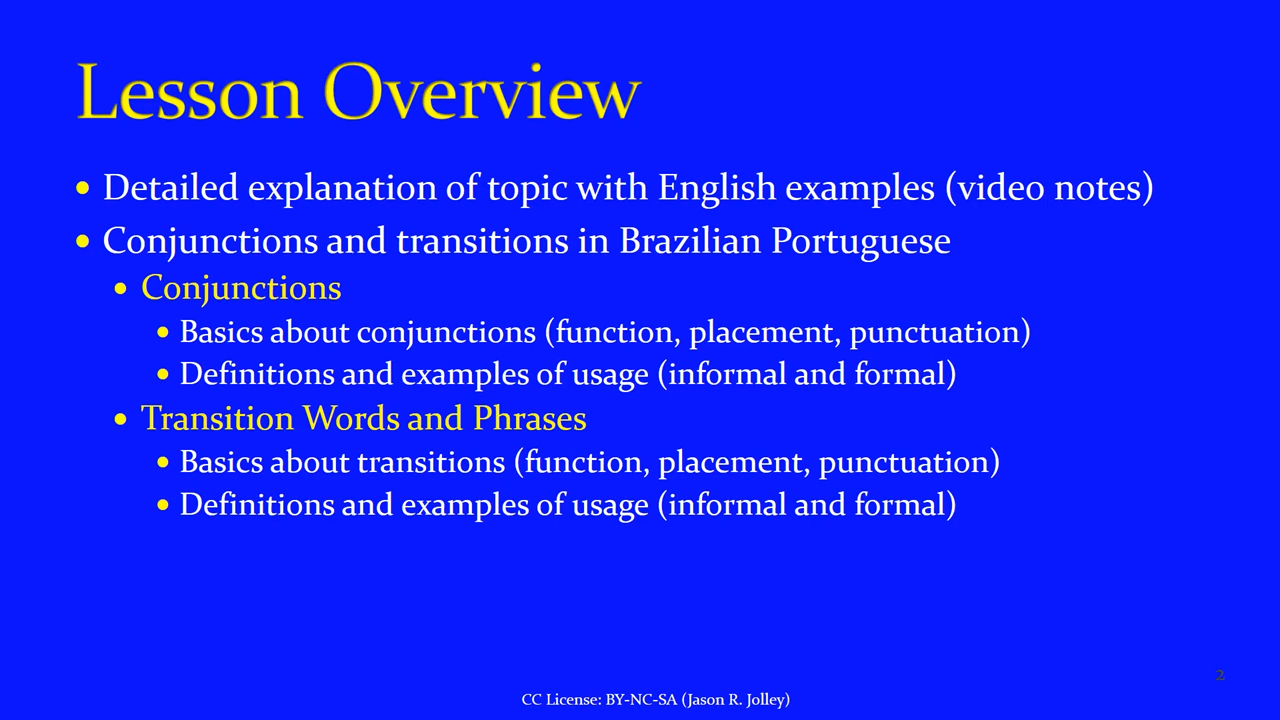 Lesson Overview
• Detailed explanation of topic with English examples (video notes)
• Conjunctions and transitions in Brazilian Portuguese
• Conjunctions
• Basics about conjunctions (function, placement, punctuation)
• Definitions and examples of usage (informal and formal)
• Transition Words and Phrases
• Basics about transitions (function, placement, punctuation)
• Definitions and examples of usage (informal and formal)
2
CC License: BY-NC-SA (Jason R. Jolley)